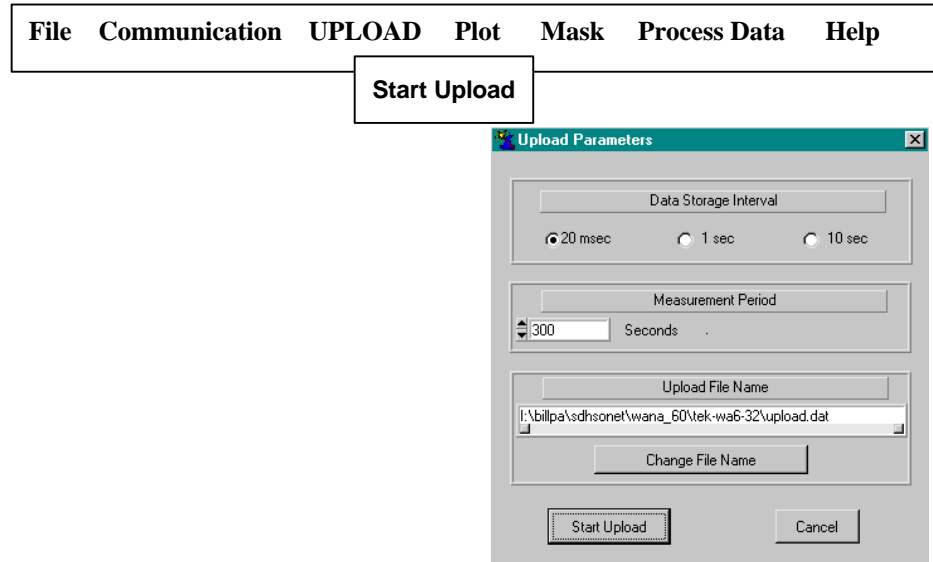 File Communication UPLOAD Plot Mask Process Data Help
Start Upload
Upload Parameters
Data Storage Interval
20 msec 1 sec 10 sec
Measurement Period
300 Seconds .
Upload File Name
I:\billpa\sdhsonet\wana_60\tek-wa6-32\upload.dat
Change File Name
Start Upload Cancel